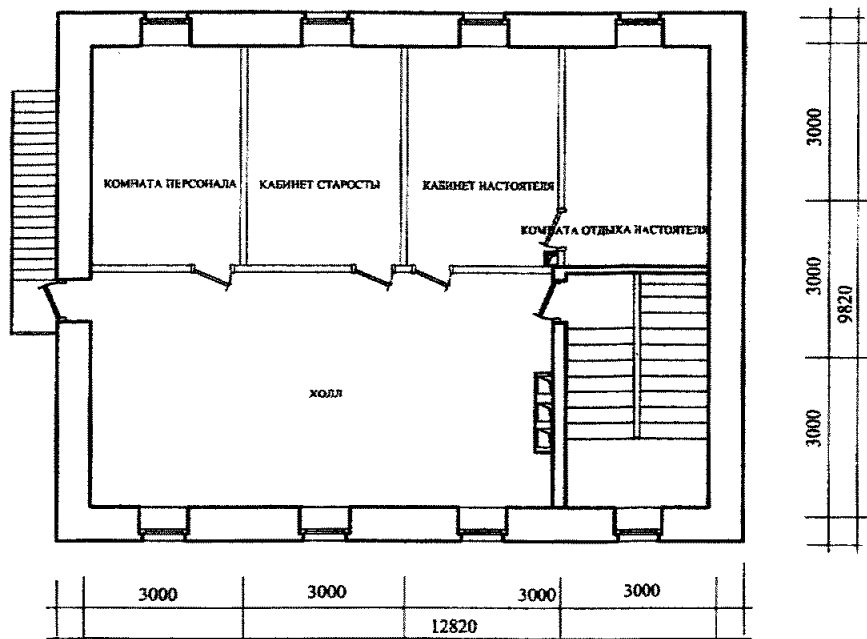 КОМНАТА ПЕРСОНАЛА
КАБИНЕТ СТАРОСТЫ
КАБИНЕТ НАСТОЯТЕЛЯ
КОМНАТА ОТДЫХА НАСТОЯТЕЛЯ
ХОЛЛ
3000
3000
3000
9820
3000
3000
3000
3000
12820